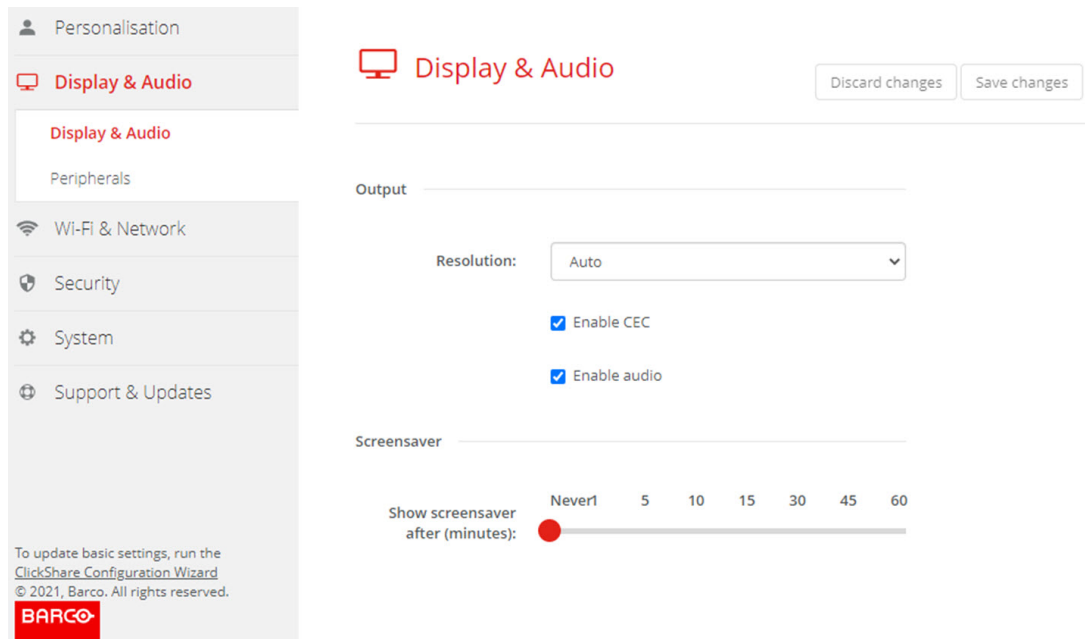 Personalisation
Display & Audio
Display & Audio
Peripherals
Wi-Fi & Network
Security
System
Support & Updates
To update basic settings, run the
ClickShare Configuration Wizard
© 2021, Barco. All rights reserved.
BARCO
Display & Audio
Discard changes
Save changes
Output
Resolution:
Auto
Enable CEC
Enable audio
Screensaver
Show screensaver
after (minutes):
Never1 5 10 15 30 45 60